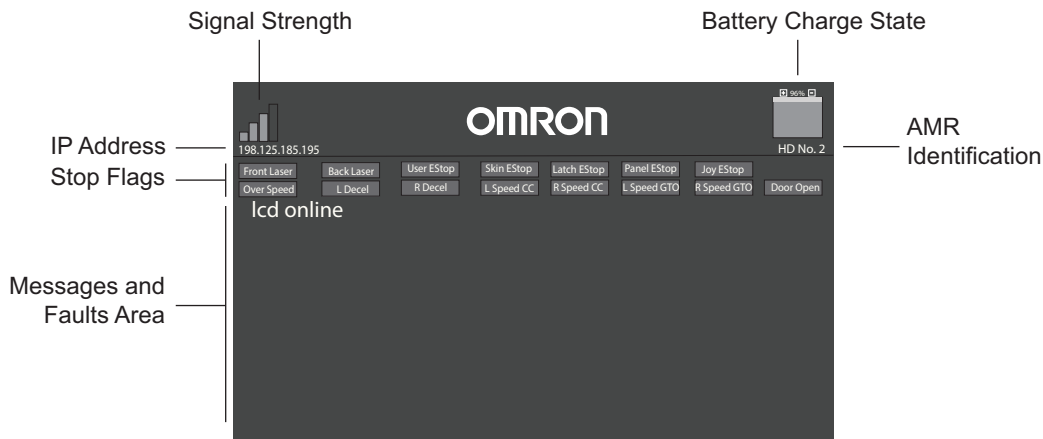 Signal Strength
Battery Charge State
96%
OMRON
IP Address
198.125.185.195
HD No. 2
AMR
Identification
Stop Flags
Front Laser Back Laser User EStop Skin EStop Latch EStop Panel EStop Joy EStop
Over Speed L Decel R Decel L Speed CC R Speed CC L Speed GTO R Speed GTO Door Open
lcd online
Messages and
Faults Area